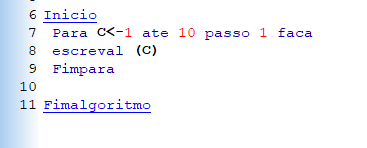 6 Inicio
7 Para C<-1 ate 10 passo 1 faca
8 escreval (C)
9 Fimpara
10
11 Fimalgoritmo